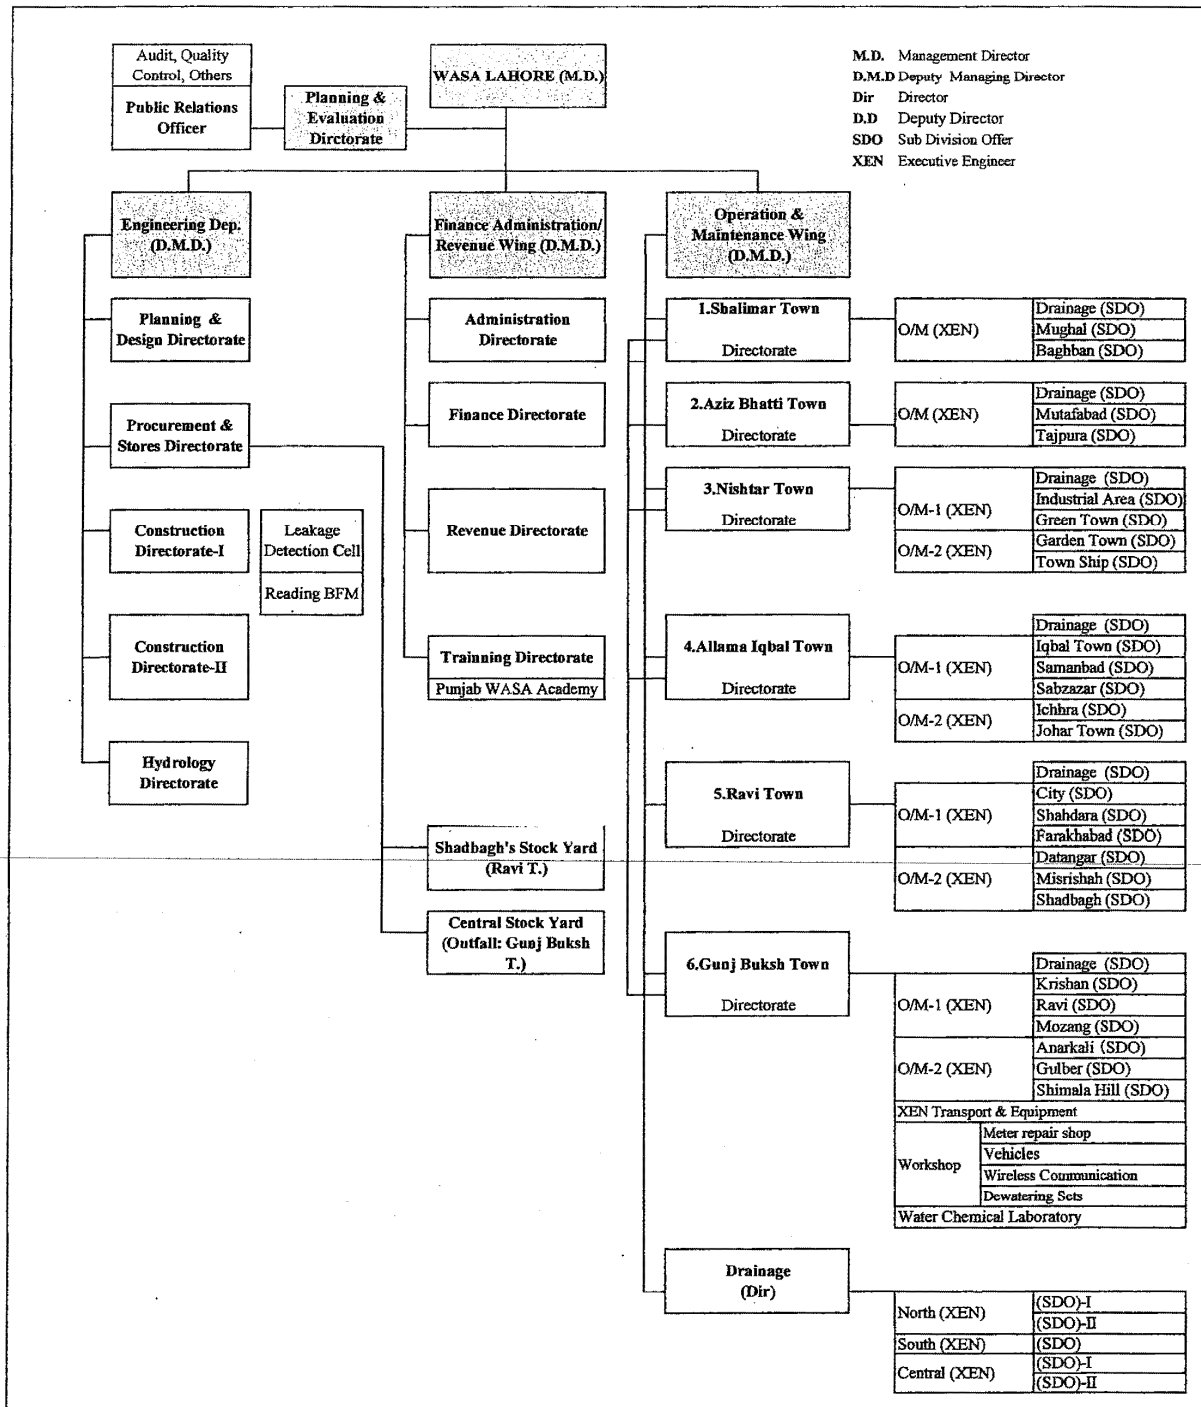 Audit, Quality
Control, Others
Public Relations
Officer
Planning &
Evaluation
Dirctorate
WASA LAHORE (M.D.)
M.D. Management Director
D.M.D Deputy Managing Director
Dir Director
D.D Deputy Director
SDO Sub Division Offer
XEN Executive Engineer
Engineering Dep.
(D.M.D.)
Planning &
Design Directorate
Procurement &
Stores Directorate
Construction
Directorate-I
Leakage
Detection Cell
Reading BFM
Construction
Directorate-II
Hydrology
Directorate
Finance Administration/
Revenue Wing (D.M.D.)
Administration
Directorate
Finance Directorate
Revenue Directorate
Trainning Directorate
Punjab WASA Academy
Shadbagh's Stock Yard
(Ravi T.)
Central Stock Yard
(Outfall: Gunj Buksh
T.)
Operation &
Maintenance Wing
(D.M.D.)
1.Shalimar Town
Directorate
O/M (XEN)
Drainage (SDO)
Mughal (SDO)
Baghban (SDO)
2.Aziz Bhatti Town
Directorate
O/M (XEN)
Drainage (SDO)
Mutafabad (SDO)
Tajpura (SDO)
3.Nishtar Town
Directorate
O/M-1 (XEN)
Drainage (SDO)
Industrial Area (SDO)
Green Town (SDO)
O/M-2 (XEN)
Garden Town (SDO)
Town Ship (SDO)
4.Allama Iqbal Town
Directorate
O/M-1 (XEN)
Drainage (SDO)
Iqbal Town (SDO)
Samanbad (SDO)
Sabzazar (SDO)
O/M-2 (XEN)
Ichhra (SDO)
Johar Town (SDO)
5.Ravi Town
Directorate
O/M-1 (XEN)
Drainage (SDO)
City (SDO)
Shahdara (SDO)
Farakhabad (SDO)
O/M-2 (XEN)
Datangar (SDO)
Misrishah (SDO)
Shadbagh (SDO)
6.Gunj Buksh Town
Directorate
O/M-1 (XEN)
Drainage (SDO)
Krishan (SDO)
Ravi (SDO)
Mozang (SDO)
O/M-2 (XEN)
Anarkali (SDO)
Gulber (SDO)
Shimala Hill (SDO)
XEN Transport & Equipment
Workshop
Meter repair shop
Vehicles
Wireless Communication
Dewatering Sets
Water Chemical Laboratory
Drainage
(Dir)
North (XEN)
(SDO)-I
(SDO)-II
South (XEN)
(SDO)
Central (XEN)
(SDO)-I
(SDO)-II